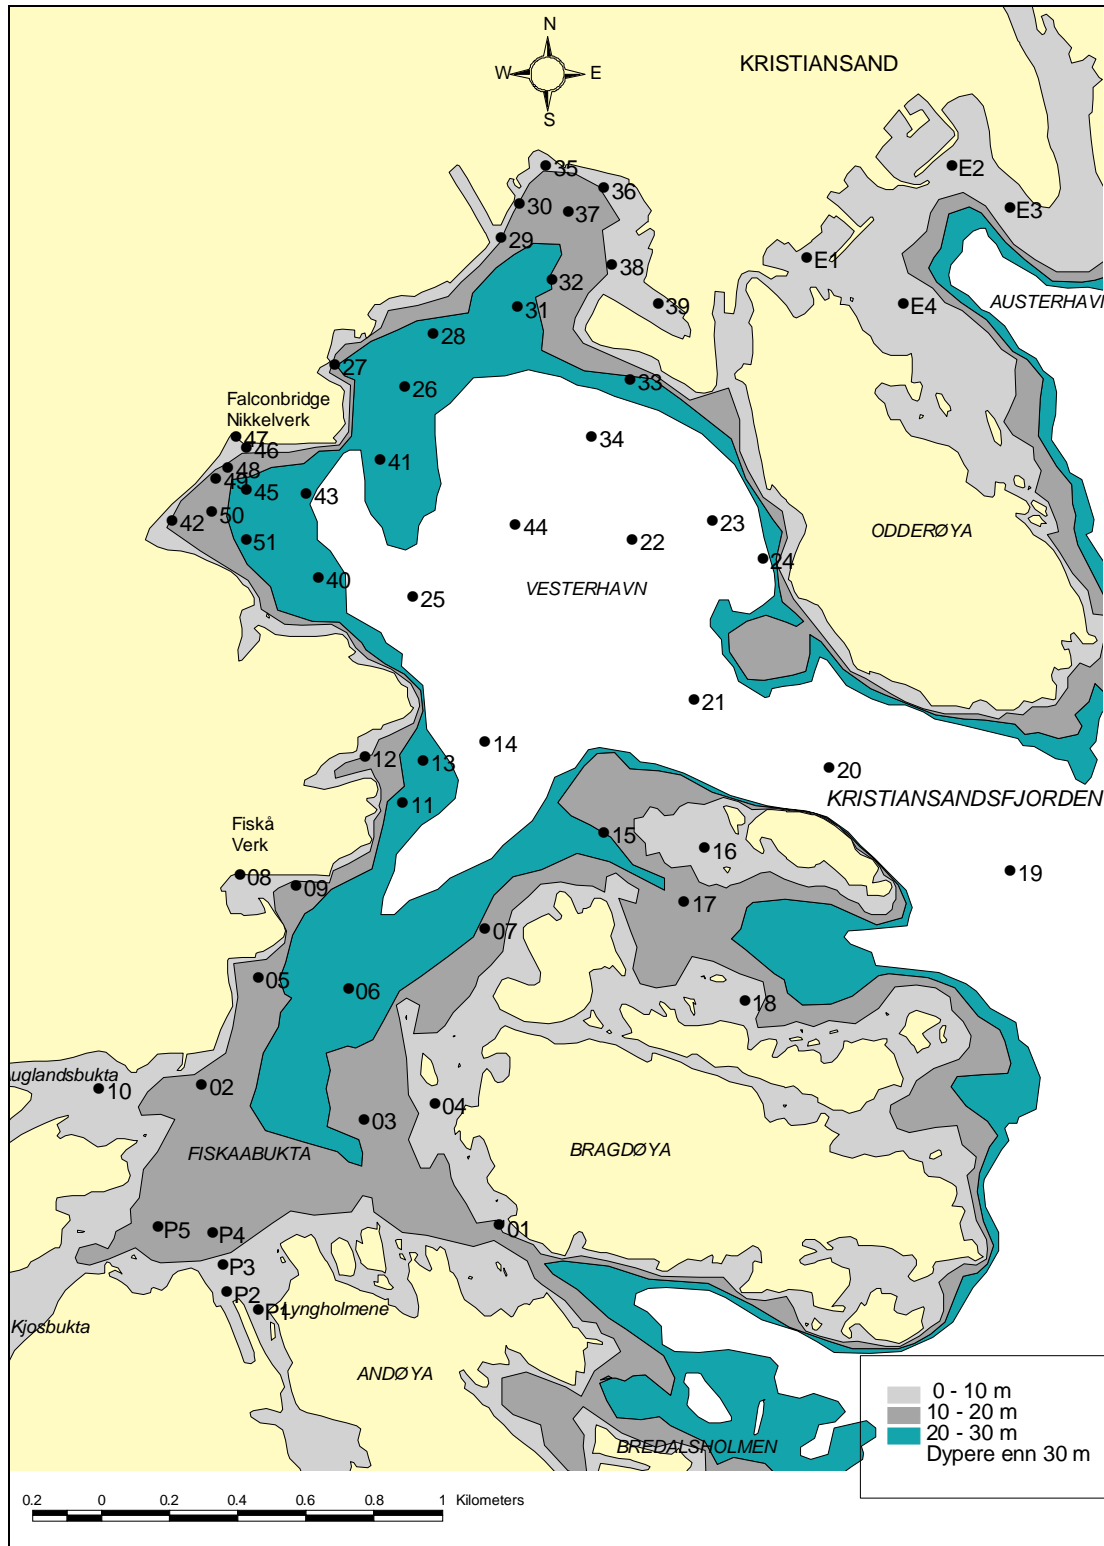 N
W
E
S
KRISTIANSAND
35
36
E2
30
37
E3
29
38
E1
32
AUSTERHAVN
31
39
E4
28
27
33
26
Falconbridge
Nikkelverk
47
46
34
41
48
49
45
43
50
42
44
23
ODDERØYA
51
22
24
40
VESTERHAVN
25
21
14
12
13
20
11
KRISTIANSANDSFJORDEN
Fiskå
Verk
15
16
08
09
19
17
07
05
06
18
uglandsbukta
10
02
04
03
FISKAABUKTA
BRAGDØYA
P5
P4
01
P3
P2
P1
Lyngholmene
Kjosbukta
ANDØYA
BREDALSHOLMEN
0 - 10 m
10 - 20 m
20 - 30 m
Dypere enn 30 m
0.2 0 0.2 0.4 0.6 0.8 1 Kilometers